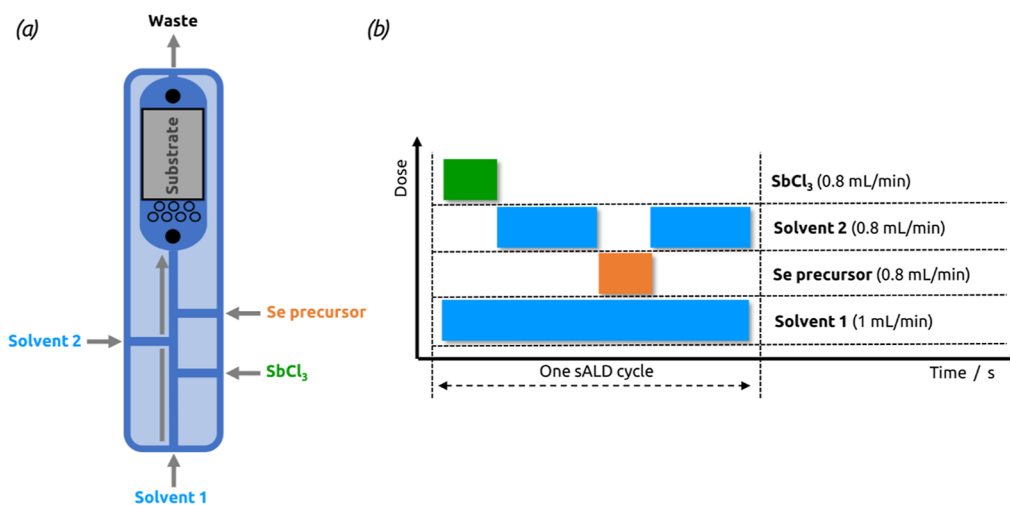 (a)
Waste
Substrate
Se precursor
Solvent 2
SbCl₃
Solvent 1
(b)
Dose
SbCl₃ (0.8 mL/min)
Solvent 2 (0.8 mL/min)
Se precursor (0.8 mL/min)
Solvent 1 (1 mL/min)
One sALD cycle
Time / s